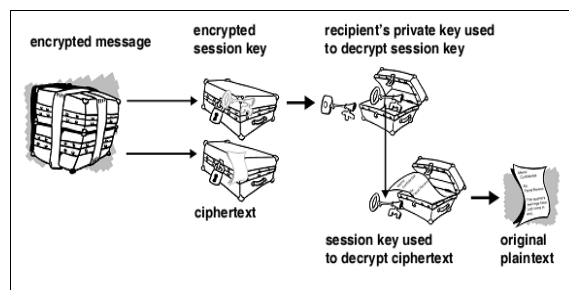 encrypted message
encrypted
session key
recipient's private key used
to decrypt session key
ciphertext
session key used
to decrypt ciphertext
original
plaintext